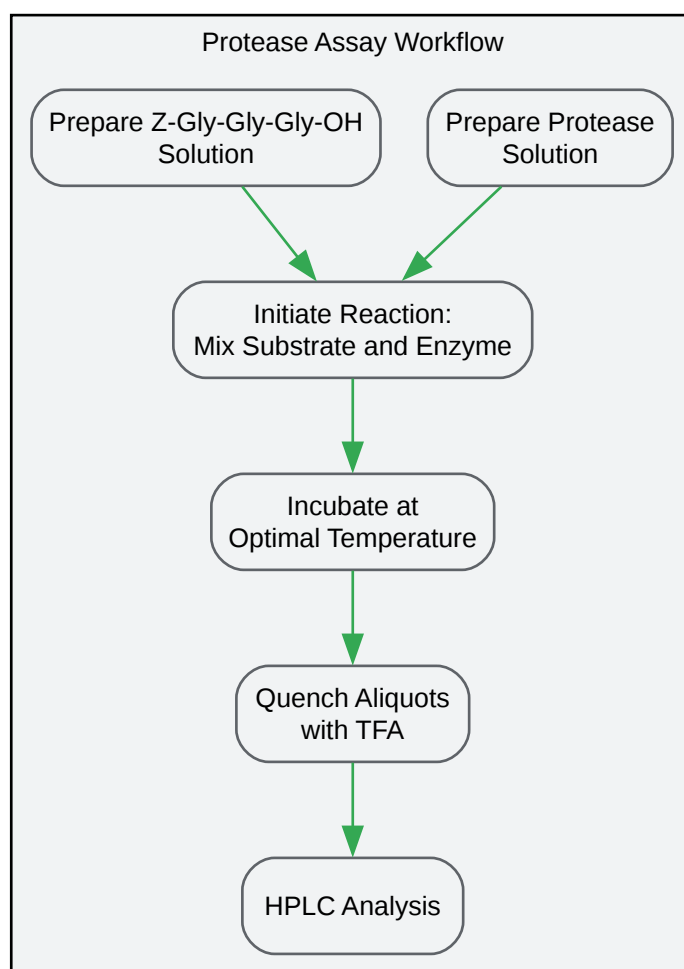 Protease Assay Workflow
Prepare Z-Gly-Gly-Gly-OH
Solution
Prepare Protease
Solution
Initiate Reaction:
Mix Substrate and Enzyme
Incubate at
Optimal Temperature
Quench Aliquots
with TFA
HPLC Analysis